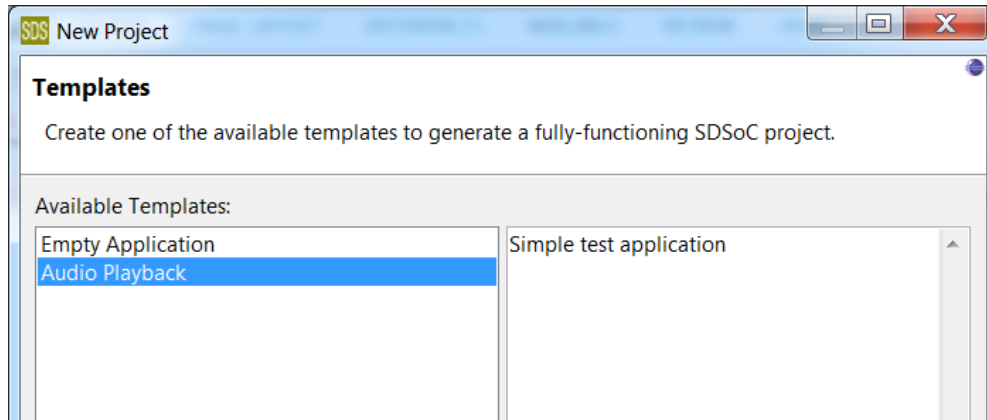 SDS New Project
Templates
Create one of the available templates to generate a fully-functioning SDSoC project.
Available Templates:
Empty Application
Audio Playback
Simple test application